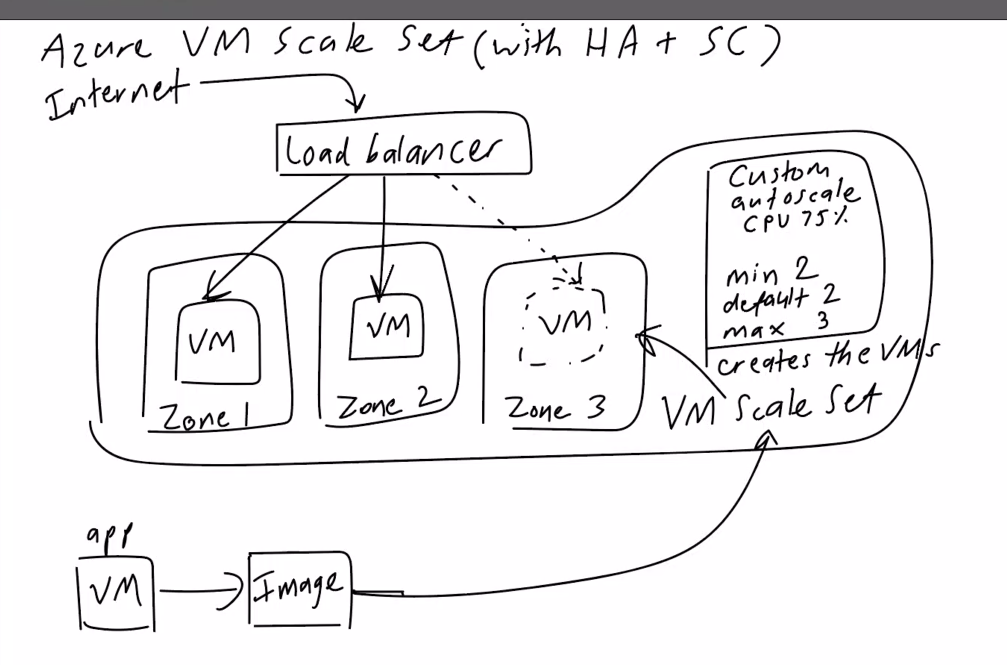 Azure VM Scale Set (with HA + SC)
Internet
Load balancer
Custom
autoscale
CPU 75%
min 2
default 2
max 3
creates the VMs
VM Scale Set
VM
Zone 1
VM
Zone 2
VM
Zone 3
app
VM
Image